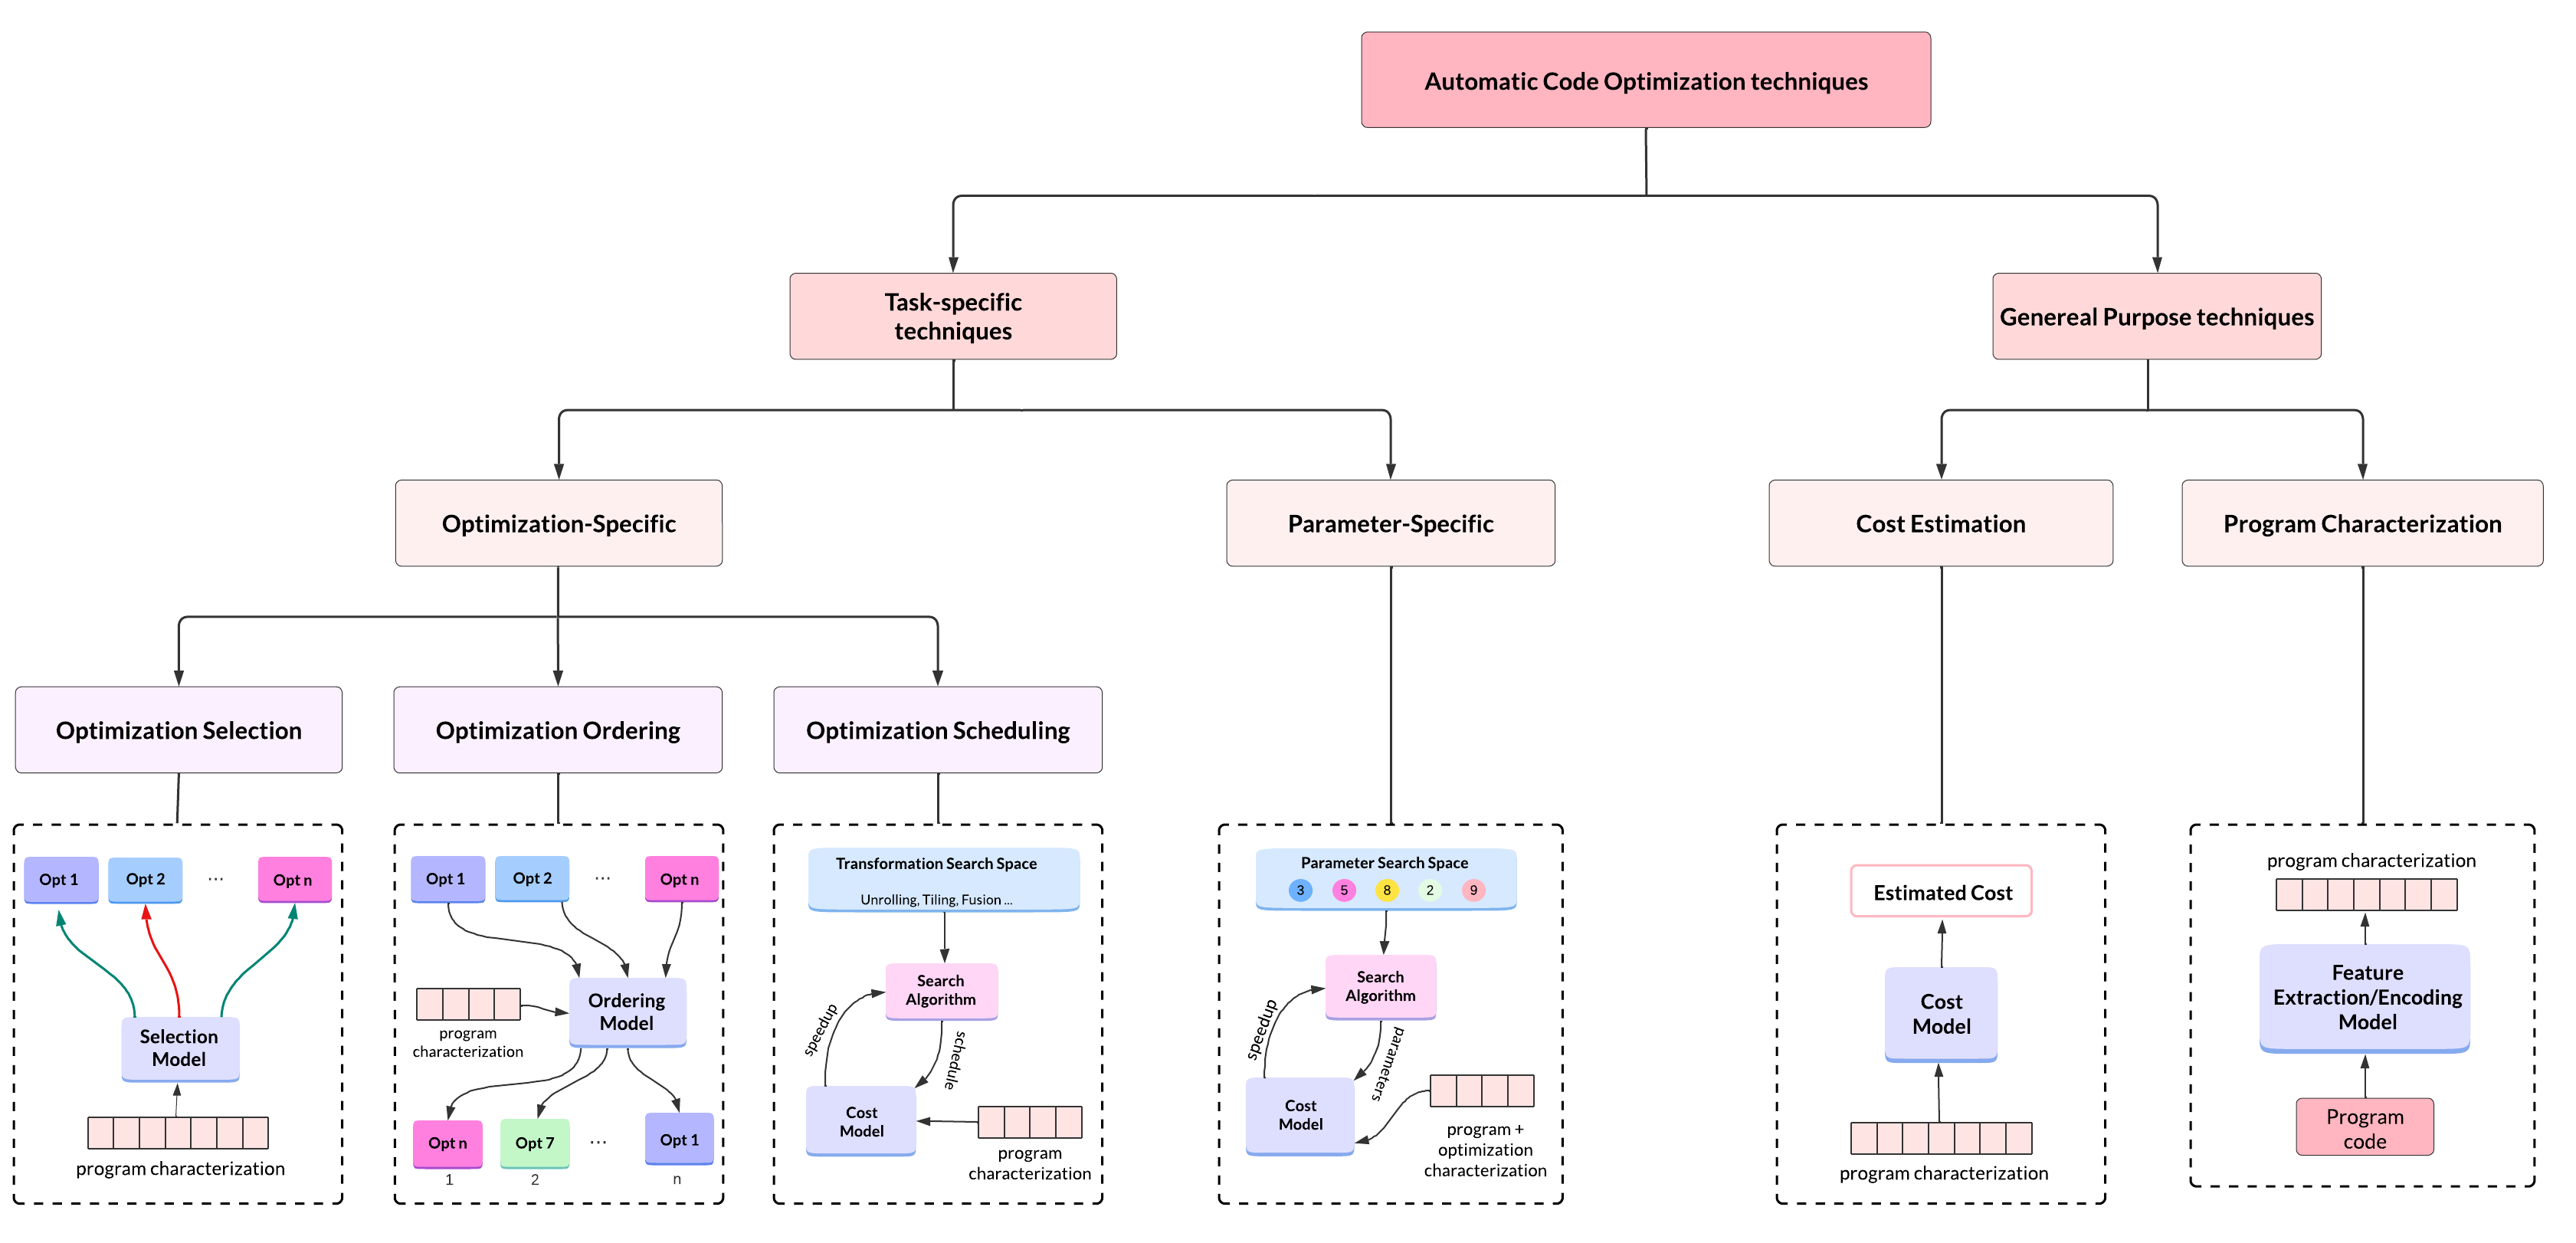 Automatic Code Optimization techniques
Task-specific
techniques
Genereal Purpose techniques
Optimization-Specific
Parameter-Specific
Cost Estimation
Program Characterization
Optimization Selection
Optimization Ordering
Optimization Scheduling
Opt 1
Opt 2
...
Opt n
Selection
Model
program characterization
Opt 1
Opt 2
...
Opt n
Ordering
Model
program
characterization
Opt n
Opt 7
...
Opt 1
1
2
n
Transformation Search Space
Unrolling, Tiling, Fusion ...
Search
Algorithm
speedup
schedule
Cost
Model
program
characterization
Parameter Search Space
3
5
8
2
9
Search
Algorithm
speedup
parameters
Cost
Model
program +
optimization
characterization
Estimated Cost
Cost
Model
program characterization
program characterization
Feature
Extraction/Encoding
Model
Program
code